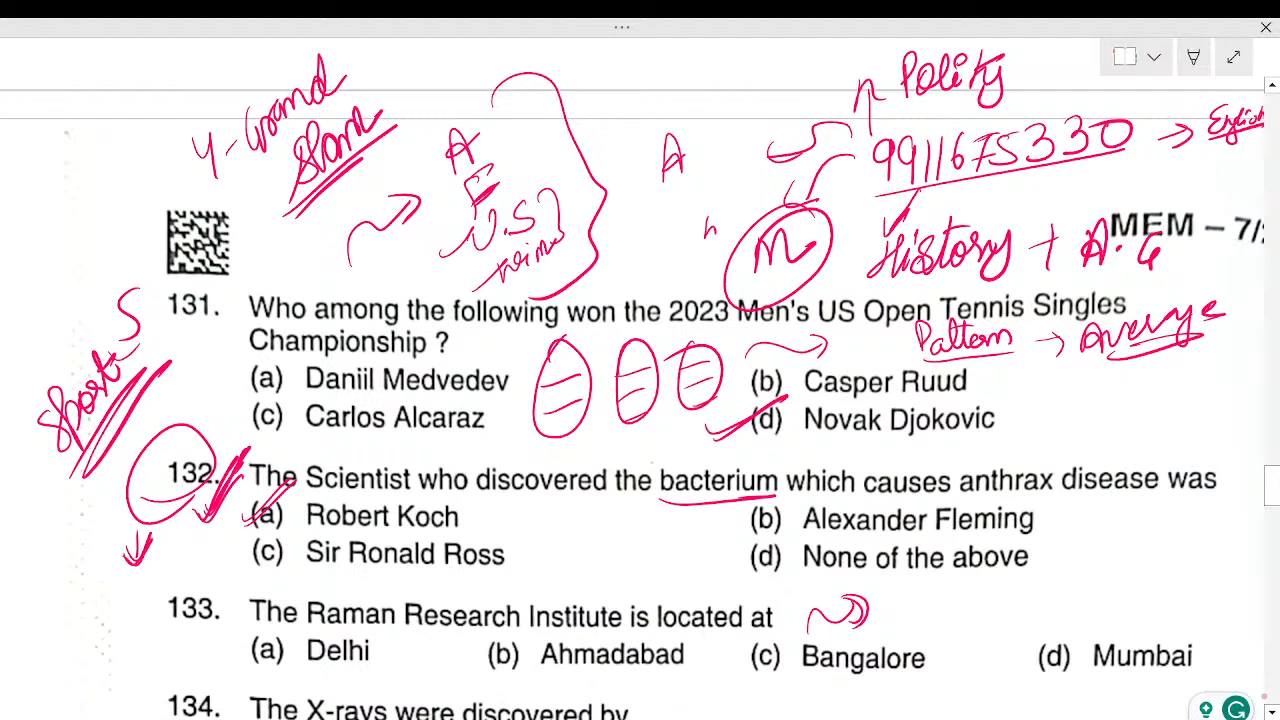 Polity
4-Grand
Slam
A
F
U.S
A
9911675330 → English
M
History + A.G
MEM – 7/
131. Who among the following won the 2023 Men's US Open Tennis Singles
Championship ?
Pattern → Average
(a) Daniil Medvedev (b) Casper Ruud
(c) Carlos Alcaraz (d) Novak Djokovic
132. The Scientist who discovered the bacterium which causes anthrax disease was
(a) Robert Koch (b) Alexander Fleming
(c) Sir Ronald Ross (d) None of the above
133. The Raman Research Institute is located at
(a) Delhi (b) Ahmadabad (c) Bangalore (d) Mumbai
134. The X-rays were discovered by